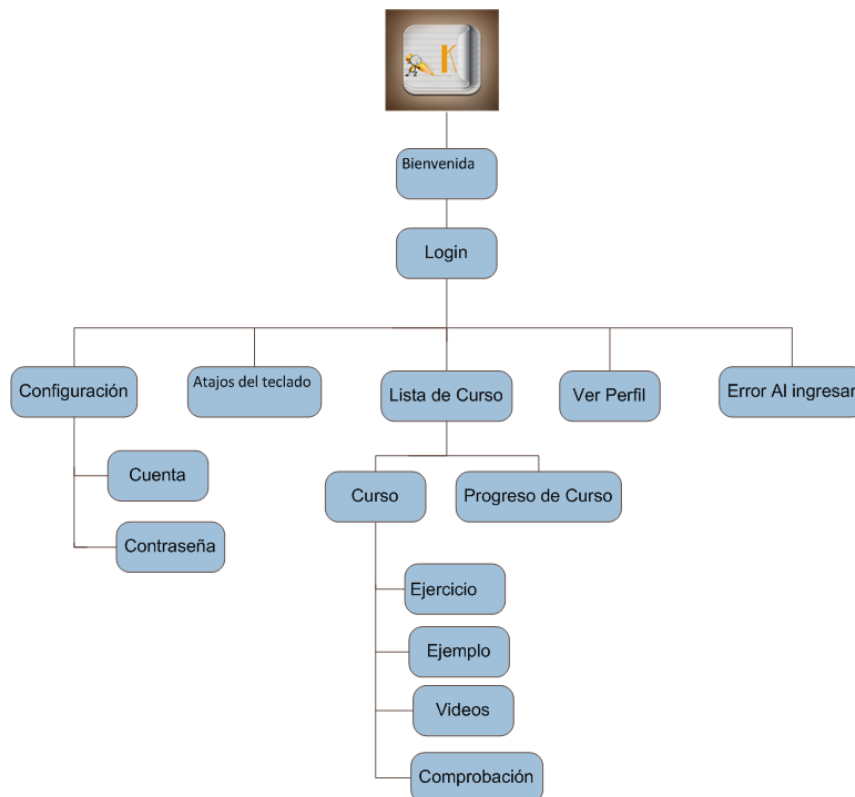 K
Bienvenida
Login
Configuración
Atajos del teclado
Lista de Curso
Ver Perfil
Error Al ingresar
Cuenta
Curso
Progreso de Curso
Contraseña
Ejercicio
Ejemplo
Videos
Comprobación